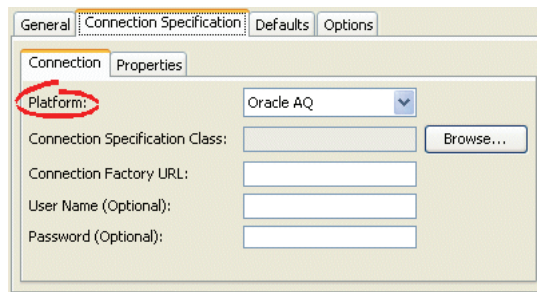 General Connection Specification Defaults Options
Connection Properties
Platform: Oracle AQ
Connection Specification Class: Browse...
Connection Factory URL:
User Name (Optional):
Password (Optional):